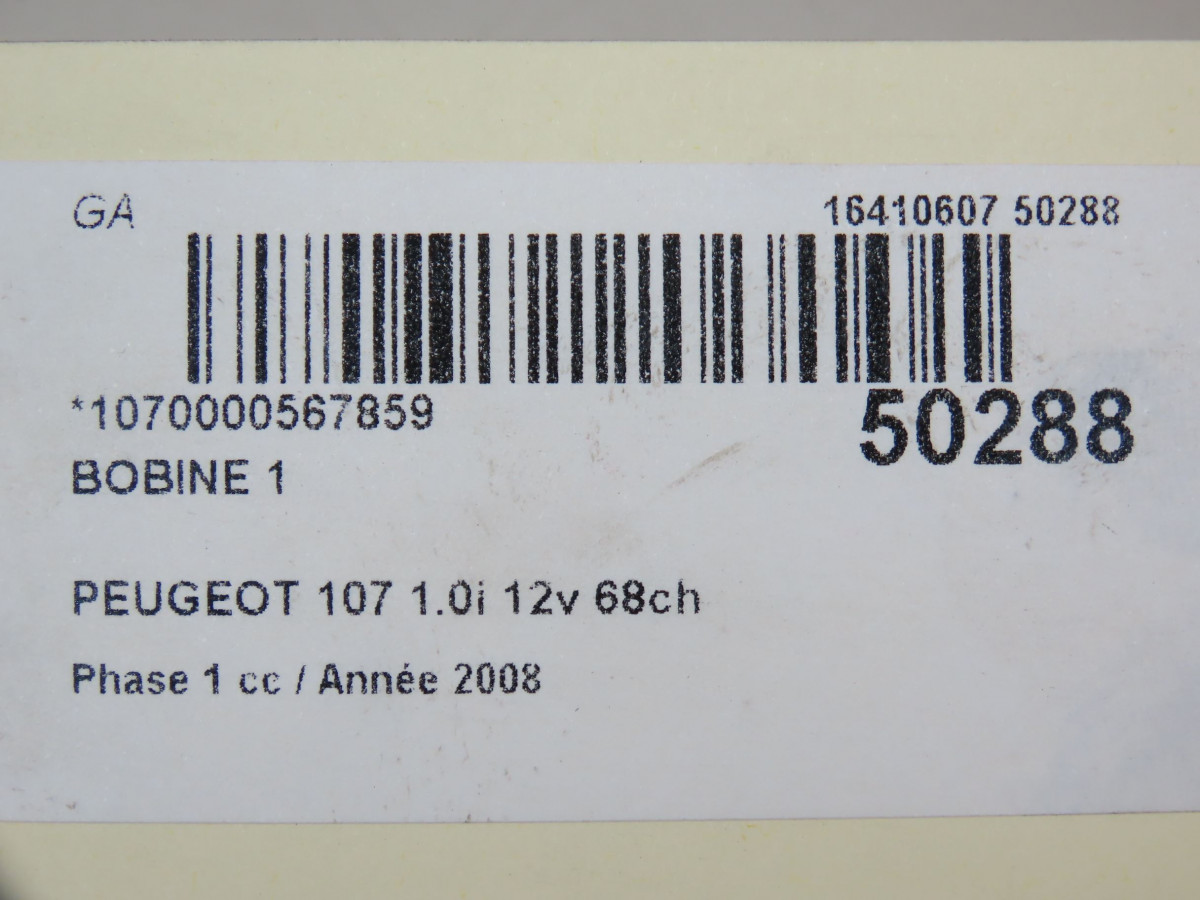 GA 16410607 50288
*1070000567859
50288
BOBINE 1
PEUGEOT 107 1.0i 12v 68ch
Phase 1 cc / Année 2008